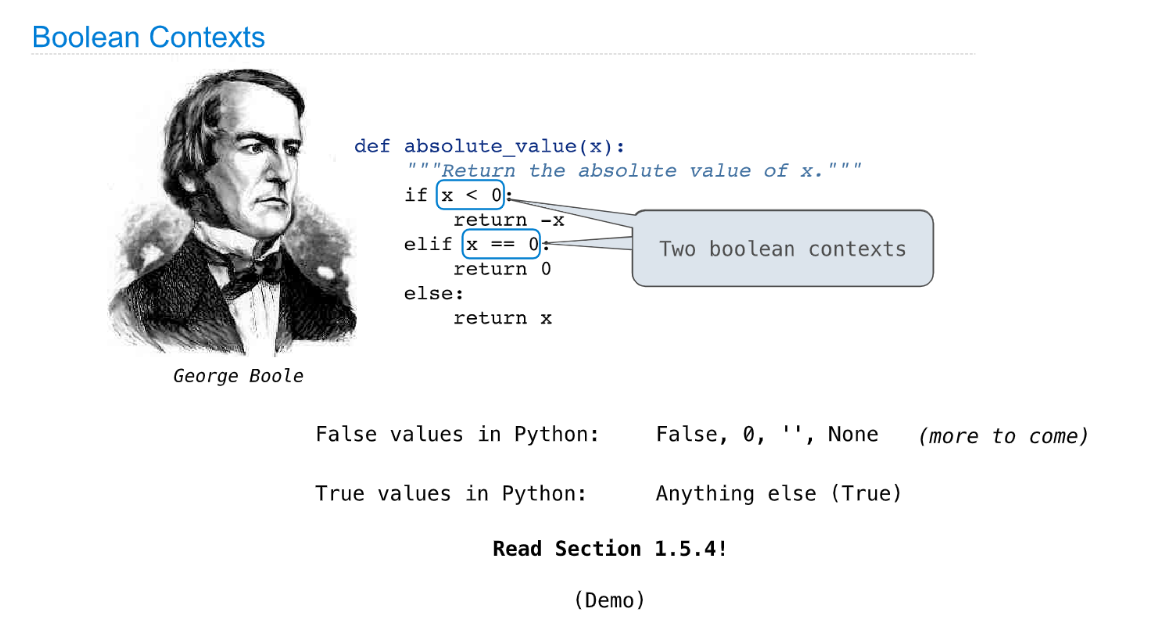 Boolean Contexts
def absolute_value(x):
"""Return the absolute value of x."""
if x < 0:
return -x
elif x == 0:
return 0
else:
return x
Two boolean contexts
George Boole
False values in Python: False, 0, '', None (more to come)
True values in Python: Anything else (True)
Read Section 1.5.4!
(Demo)